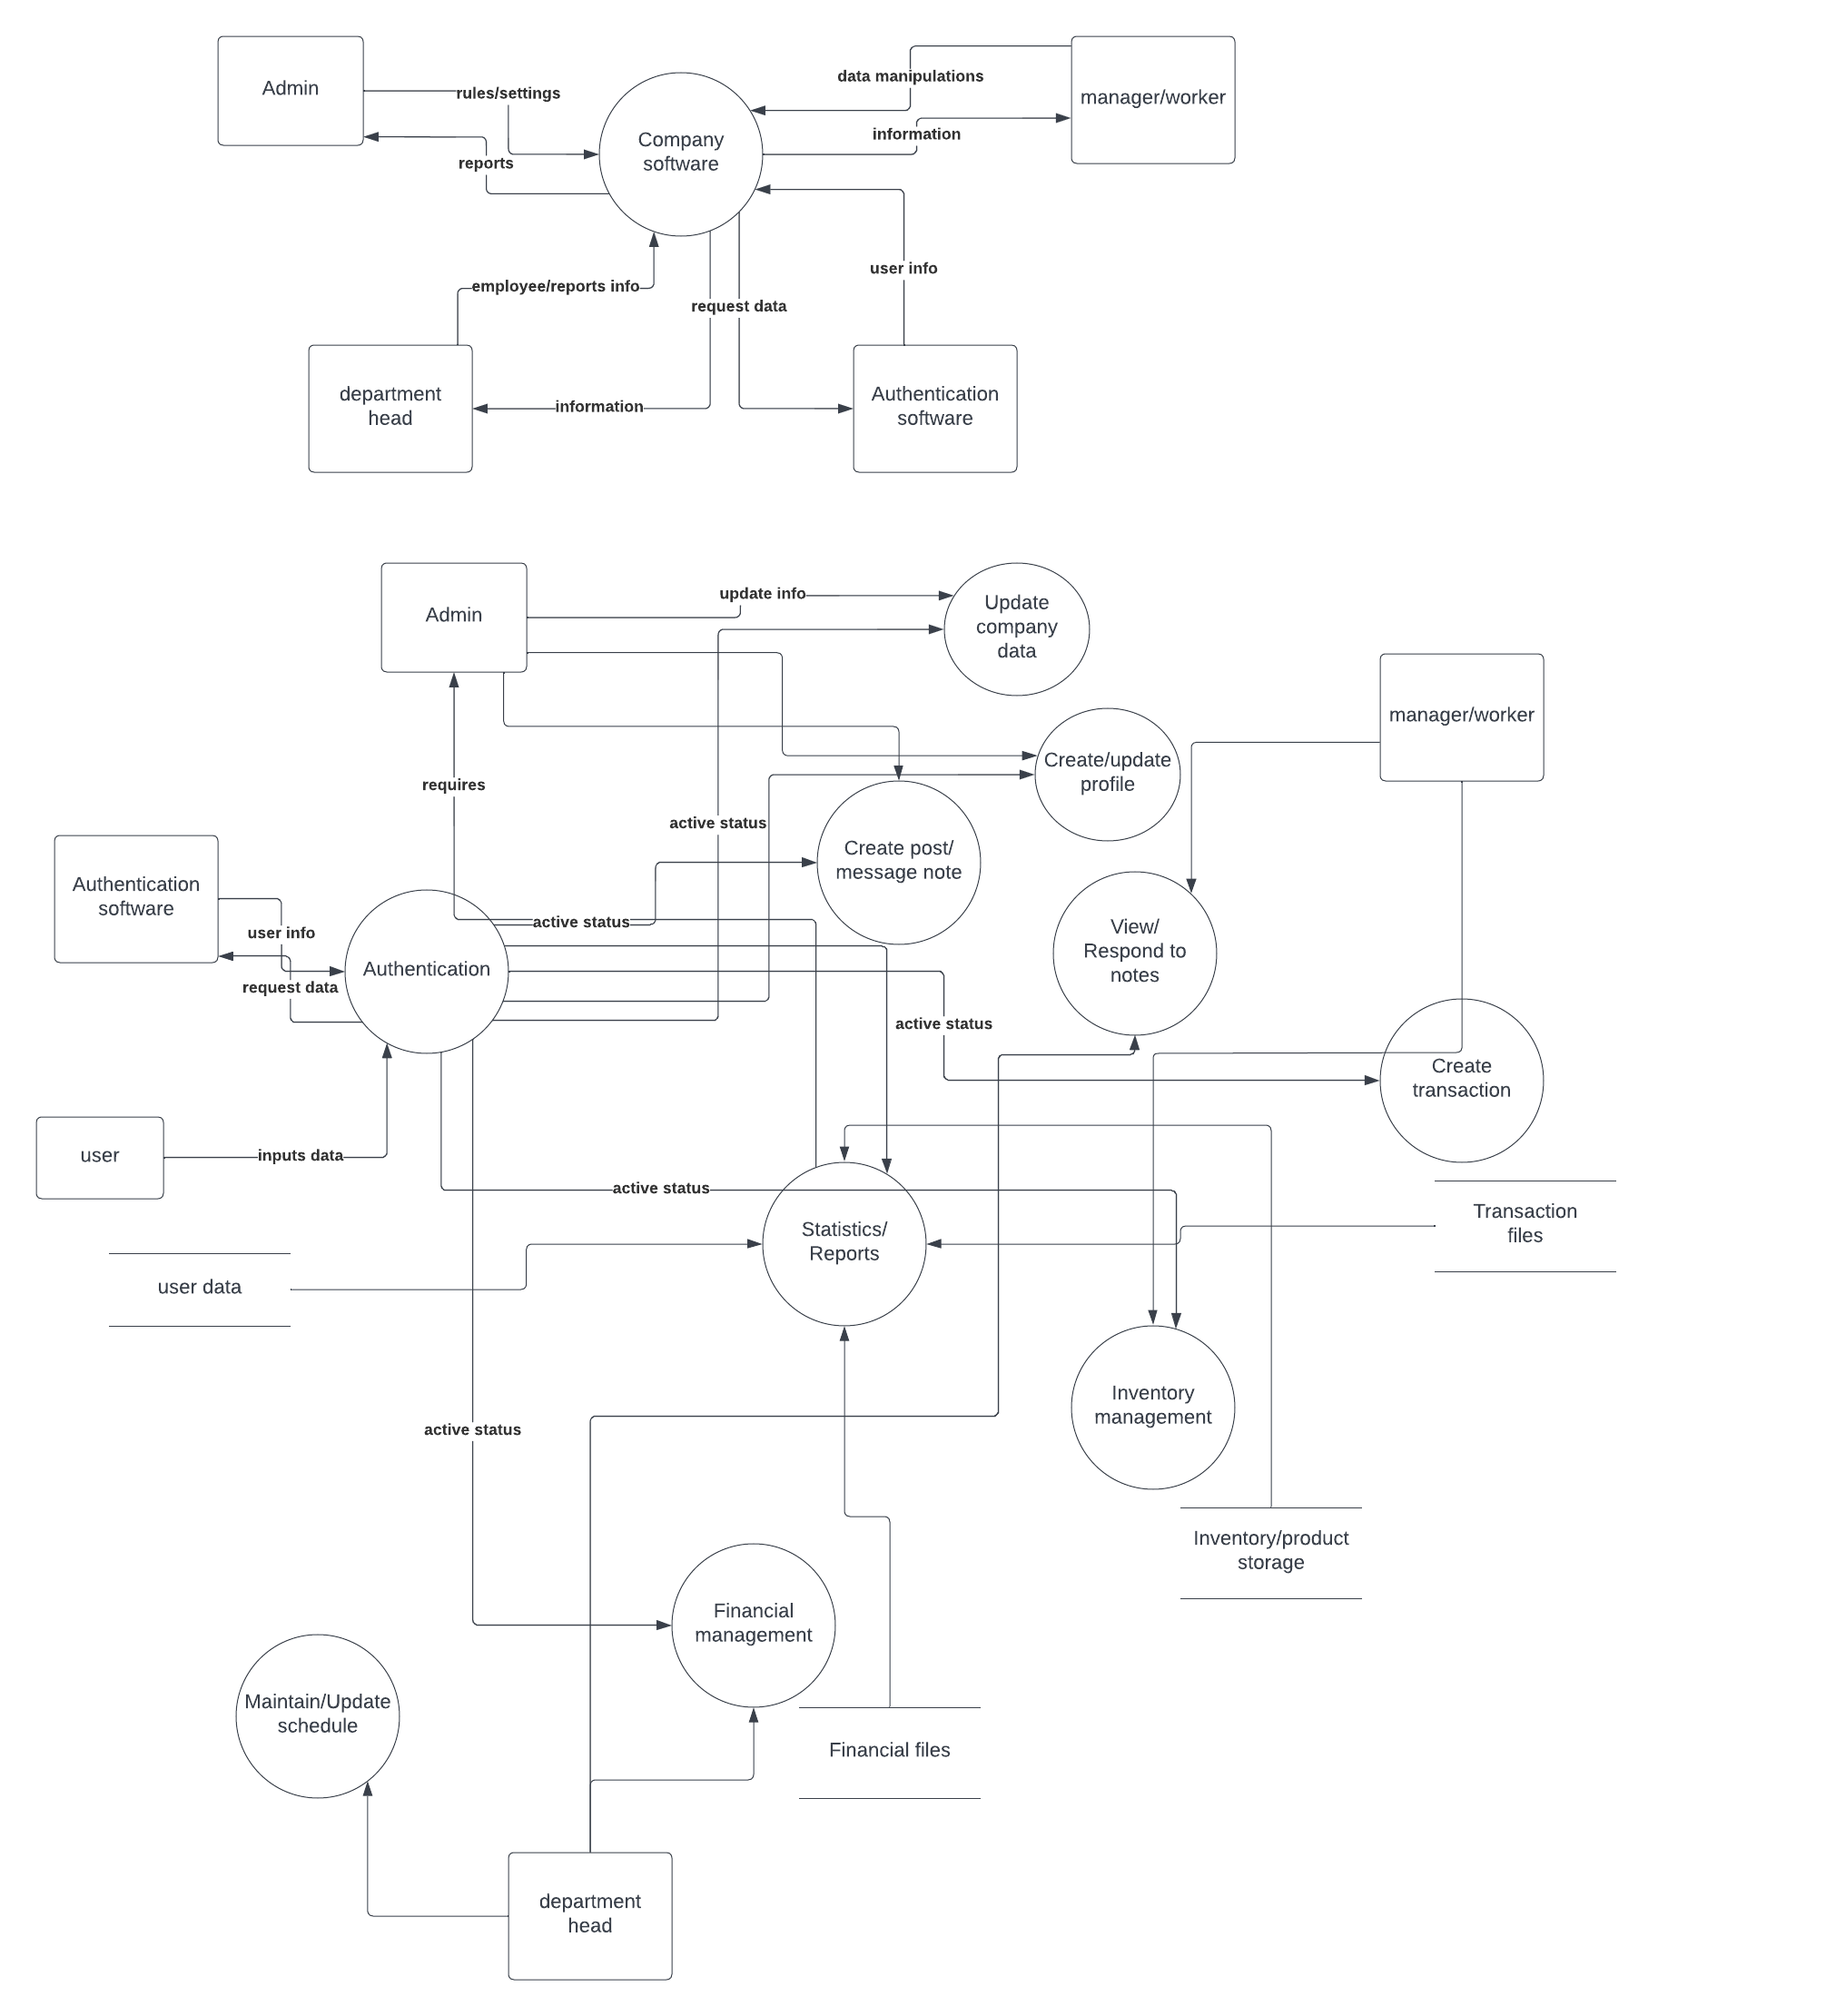 Admin
rules/settings
reports
Company
software
data manipulations
information
manager/worker
employee/reports info
request data
user info
department
head
information
Authentication
software
Admin
update info
Update
company
data
manager/worker
requires
Create/update
profile
active status
Create post/
message note
Authentication
software
user info
request data
Authentication
active status
View/
Respond to
notes
active status
Create
transaction
user
inputs data
active status
Statistics/
Reports
Transaction
files
user data
Inventory
management
active status
Inventory/product
storage
Financial
management
Maintain/Update
schedule
Financial files
department
head